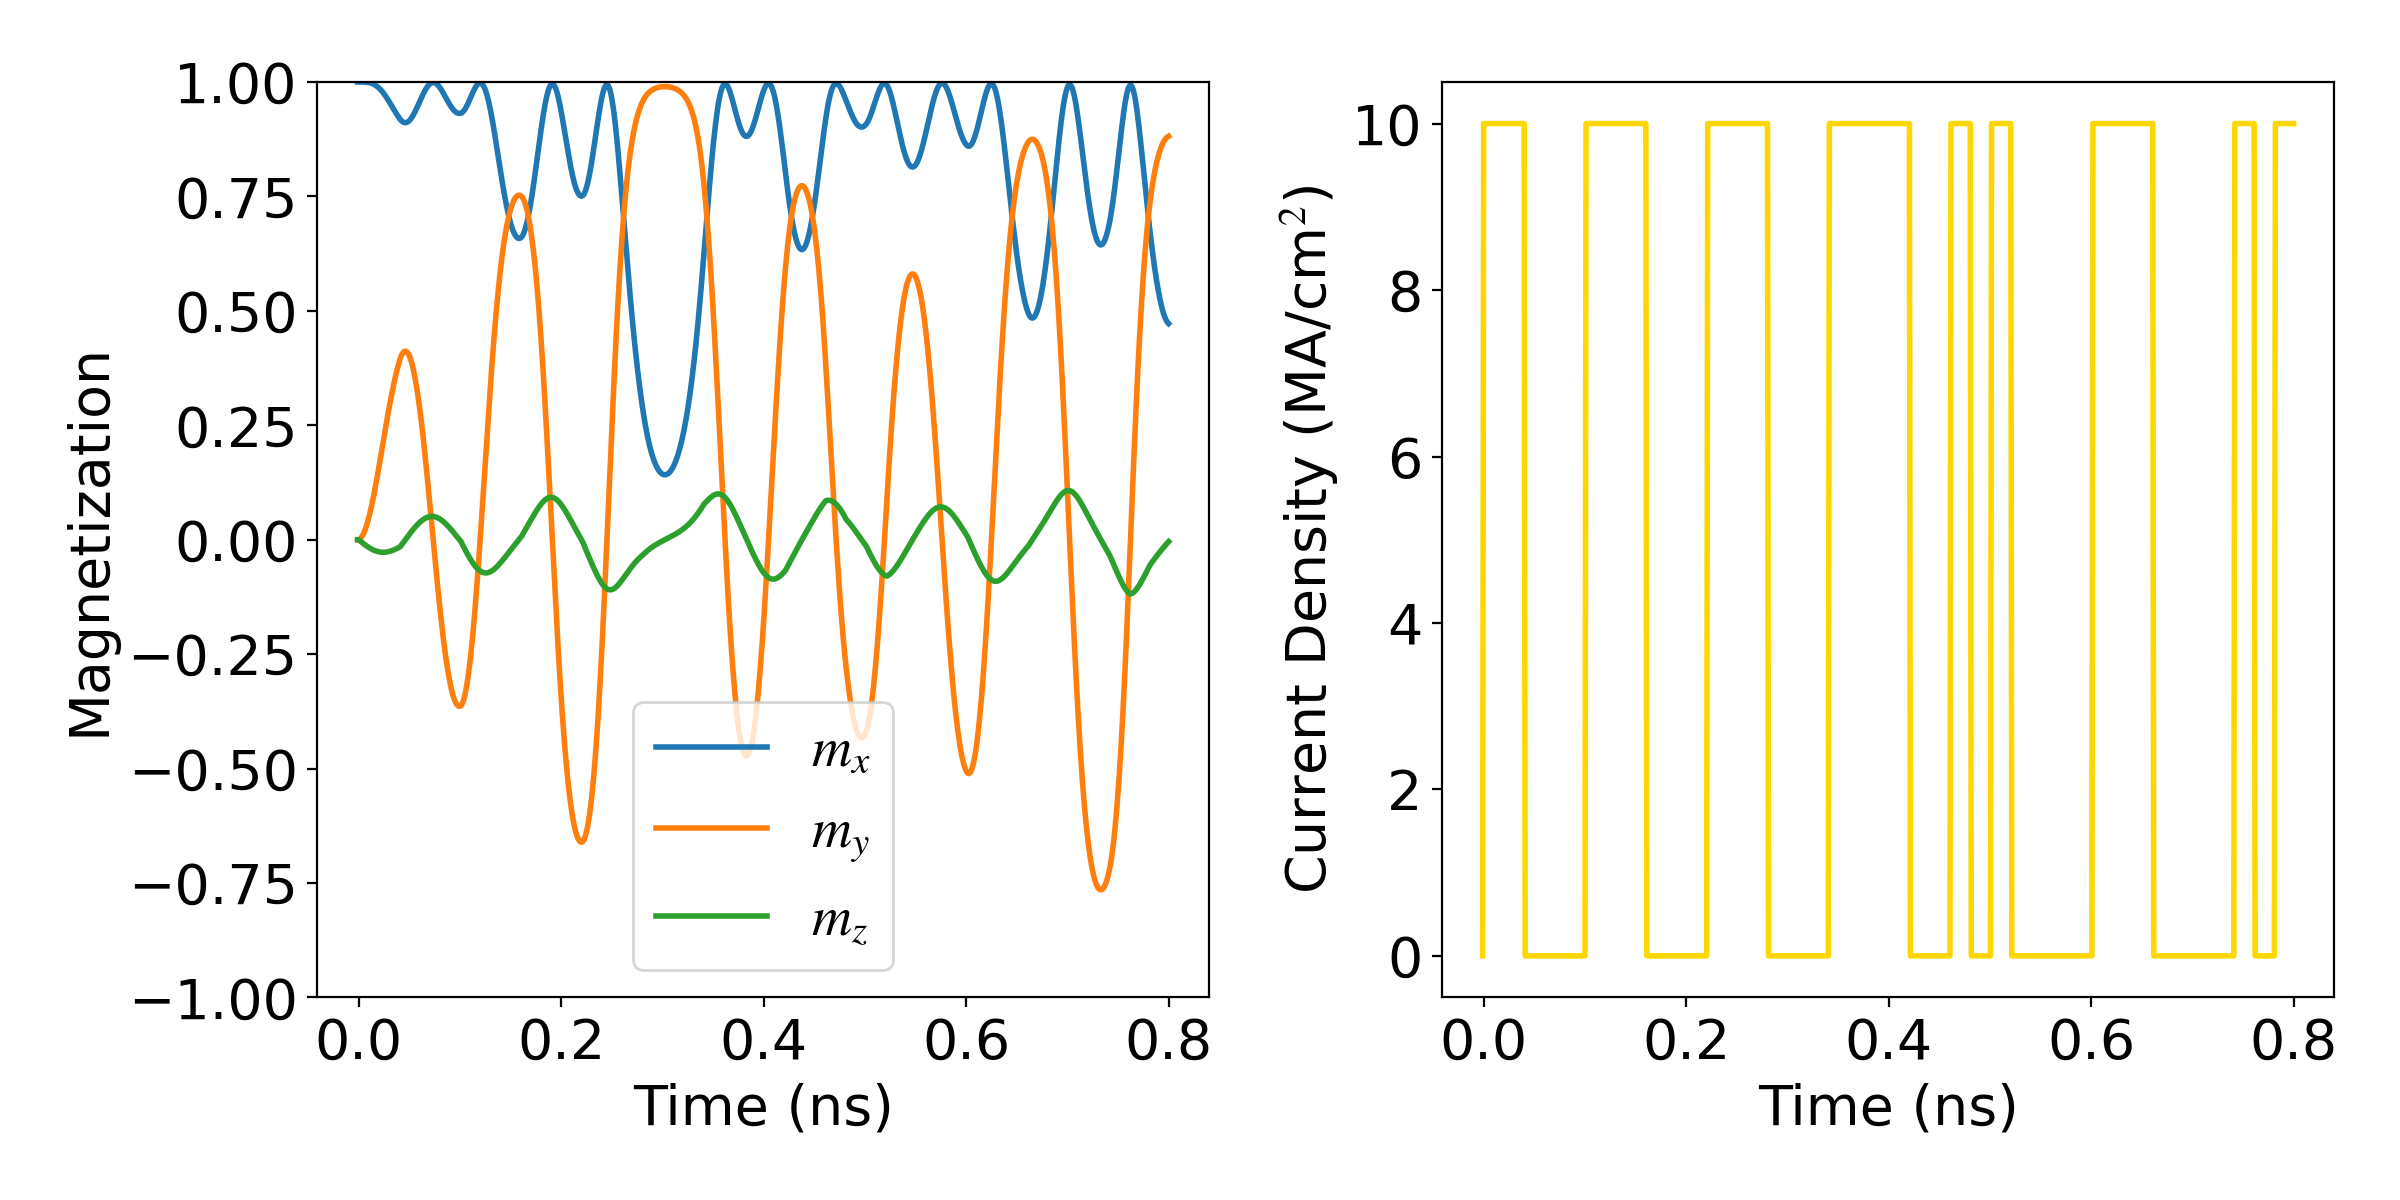 Magnetization
1.00
0.75
0.50
0.25
0.00
−0.25
−0.50
−0.75
−1.00
0.0 0.2 0.4 0.6 0.8
Time (ns)
m_x
m_y
m_z
Current Density (MA/cm²)
10
8
6
4
2
0
0.0 0.2 0.4 0.6 0.8
Time (ns)